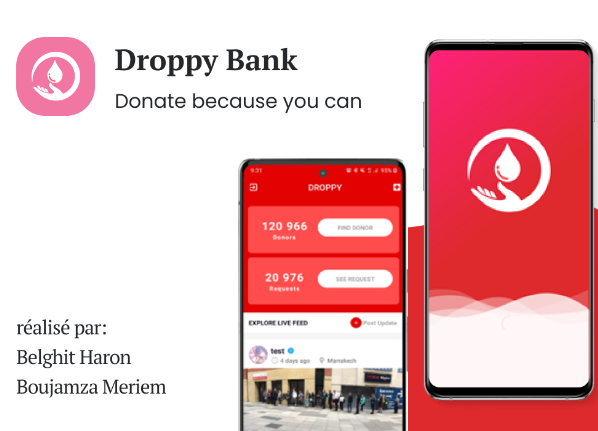 Droppy Bank
Donate because you can
9:31
95%
DROPPY
120 966
Donors
FIND DONOR
20 976
Requests
SEE REQUEST
EXPLORE LIVE FEED
Post Update
test
4 days ago
Marrakech
réalisé par:
Belghit Haron
Boujamza Meriem